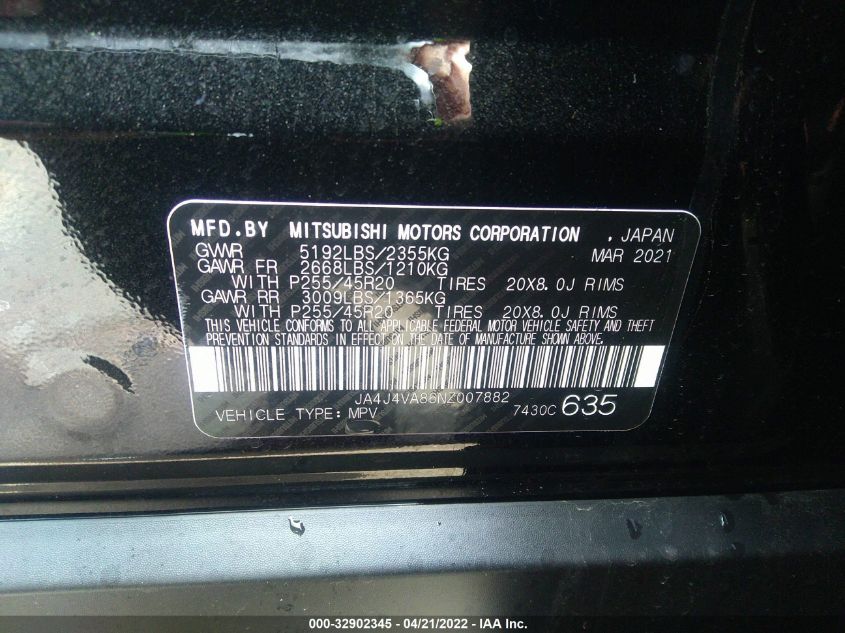 MFD.BY MITSUBISHI MOTORS CORPORATION , JAPAN
GVWR 5192LBS/2355KG MAR 2021
GAWR FR 2668LBS/1210KG
WITH P255/45R20 TIRES 20X8.0J RIMS
GAWR RR 3009LBS/1365KG
WITH P255/45R20 TIRES 20X8.0J RIMS
THIS VEHICLE CONFORMS TO ALL APPLICABLE FEDERAL MOTOR VEHICLE SAFETY AND THEFT
PREVENTION STANDARDS IN EFFECT ON THE DATE OF MANUFACTURE SHOWN ABOVE.
JA4J4VA86NZ007882
VEHICLE TYPE:MPV 7430C 635
000-32902345 - 04/21/2022 - IAA Inc.